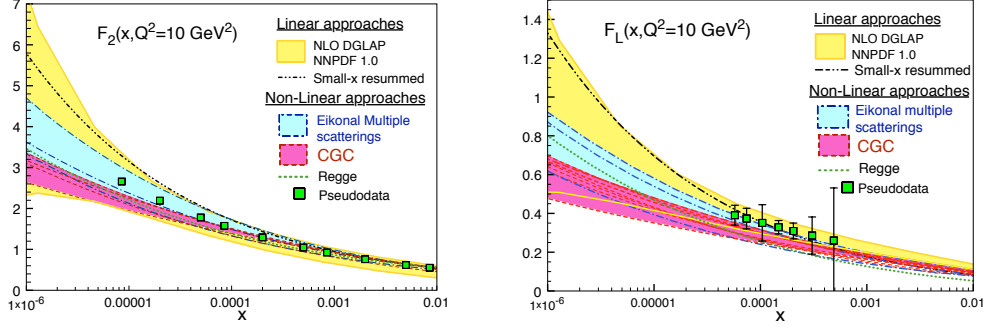 F2(x,Q²=10 GeV²)
Linear approaches
NLO DGLAP
NNPDF 1.0
Small-x resummed
Non-Linear approaches
Eikonal Multiple
scatterings
CGC
Regge
Pseudodata
7
6
5
4
3
2
1
0
1×10⁻⁶
0.00001
0.0001
0.001
0.01
x
FL(x,Q²=10 GeV²)
Linear approaches
NLO DGLAP
NNPDF 1.0
Small-x resummed
Non-Linear approaches
Eikonal multiple
scatterings
CGC
Regge
Pseudodata
1.4
1.2
1
0.8
0.6
0.4
0.2
0
1×10⁻⁶
0.00001
0.0001
0.001
0.01
x